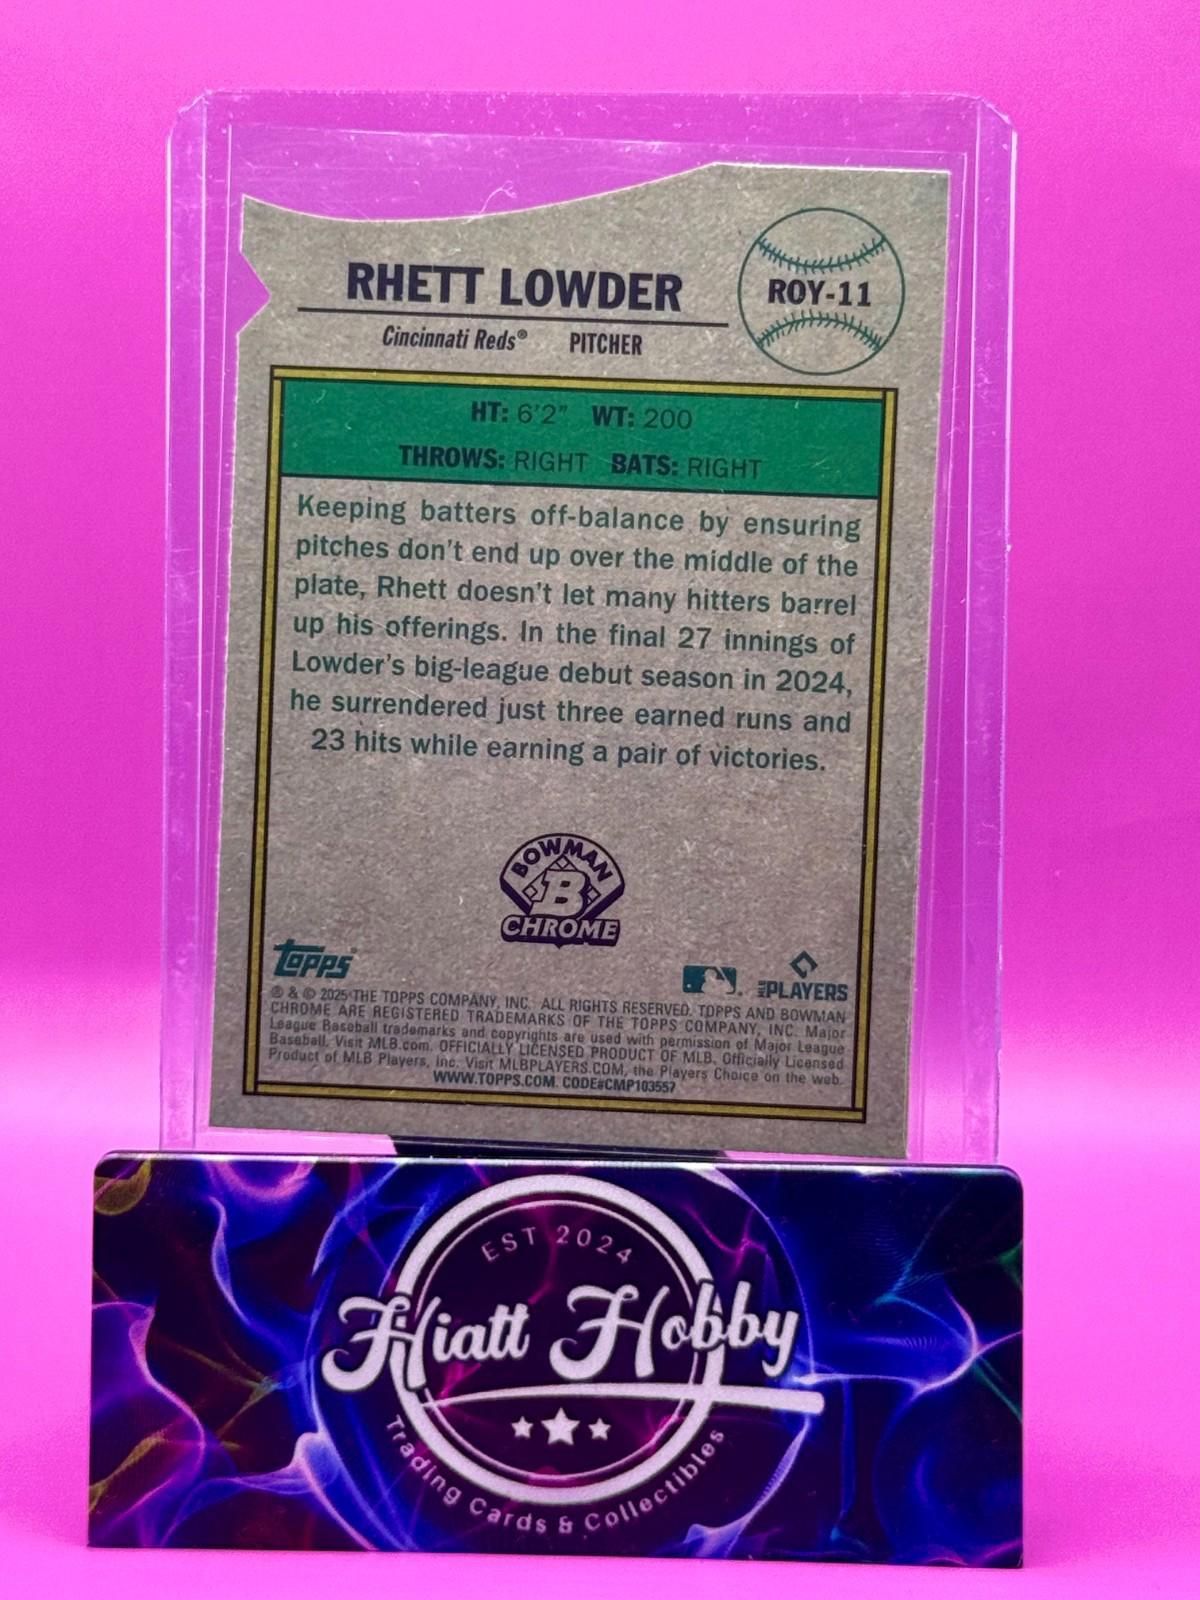 RHETT LOWDER
ROY-11
Cincinnati Reds® PITCHER
HT: 6'2" WT: 200
THROWS: RIGHT BATS: RIGHT
Keeping batters off-balance by ensuring
pitches don't end up over the middle of the
plate, Rhett doesn't let many hitters barrel
up his offerings. In the final 27 innings of
Lowder's big-league debut season in 2024,
he surrendered just three earned runs and
23 hits while earning a pair of victories.
BOWMAN
B
CHROME
Topps®
MLB PLAYERS
® & © 2025 THE TOPPS COMPANY, INC. ALL RIGHTS RESERVED. TOPPS AND BOWMAN
CHROME ARE REGISTERED TRADEMARKS OF THE TOPPS COMPANY, INC. Major
League Baseball trademarks and copyrights are used with permission of Major League
Baseball. Visit MLB.com. OFFICIALLY LICENSED PRODUCT OF MLB. Officially Licensed
Product of MLB Players, Inc. Visit MLBPLAYERS.COM, the Players Choice on the web.
WWW.TOPPS.COM. CODE#CMP103557
EST 2024
Hiatt Hobby
Trading Cards & Collectibles